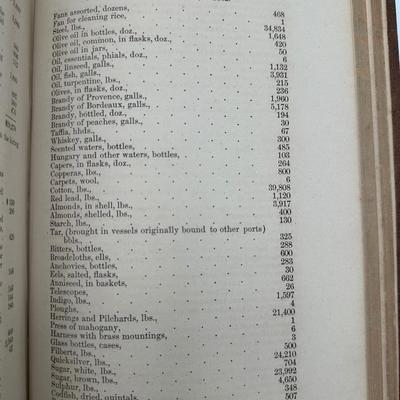 Fans assorted, dozens, 468
Fan for cleaning rice, 1
Steel, lbs., 34,834
Olive oil in bottles, doz., 1,648
Olive oil, common, in flasks, doz., 420
Olive oil in jars, 50
Oil, essentials, phials, doz., 6
Oil, linseed, galls., 1,132
Oil, fish, galls., 3,931
Oil, turpentine, lbs., 215
Olives, in flasks, doz., 236
Brandy of Provence, galls., 1,960
Brandy of Bordeaux, galls., 5,178
Brandy, bottled, doz., 194
Brandy of peaches, galls., 30
Taffia, hhds., 67
Whiskey, galls., 300
Scented waters, bottles, 485
Hungary and other waters, bottles, 103
Capers, in flasks, doz., 264
Copperas, lbs., 800
Carpets, wool, 6
Cotton, lbs., 39,808
Red lead, lbs., 1,120
Almonds, in shell, lbs., 3,917
Almonds, shelled, lbs., 400
Starch, lbs., 130
Tar, (brought in vessels originally bound to other ports)
bbls., 325
Bitters, bottles, 288
Broadcloths, ells, 600
Anchovies, bottles, 283
Eels, salted, flasks, 30
Anniseed, in baskets, 662
Telescopes, 26
Indigo, lbs., 1,597
Ploughs, 4
Herrings and Pilchards, lbs., 21,400
Press of mahogany, 1
Harness with brass mountings, 6
Glass bottles, cases, 3
Filberts, lbs., 500
Quicksilver, lbs., 24,210
Sugar, white, lbs., 704
Sugar, brown, lbs., 23,992
Sulphur, lbs., 4,650
Codfish, dried, quintals, 348
507